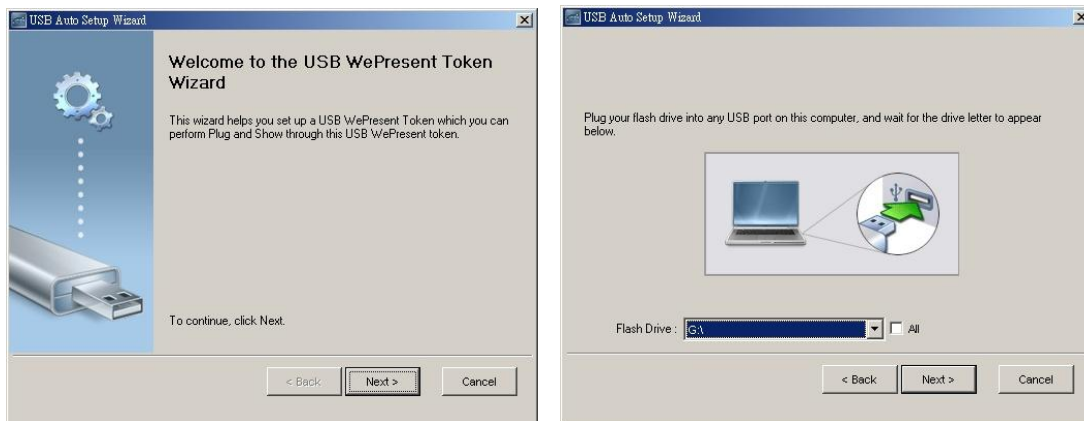 USB Auto Setup Wizard
Welcome to the USB WePresent Token
Wizard
This wizard helps you set up a USB WePresent Token which you can
perform Plug and Show through this USB WePresent token.
To continue, click Next.
< Back
Next >
Cancel
USB Auto Setup Wizard
Plug your flash drive into any USB port on this computer, and wait for the drive letter to appear
below.
Flash Drive : G:\ All
< Back
Next >
Cancel